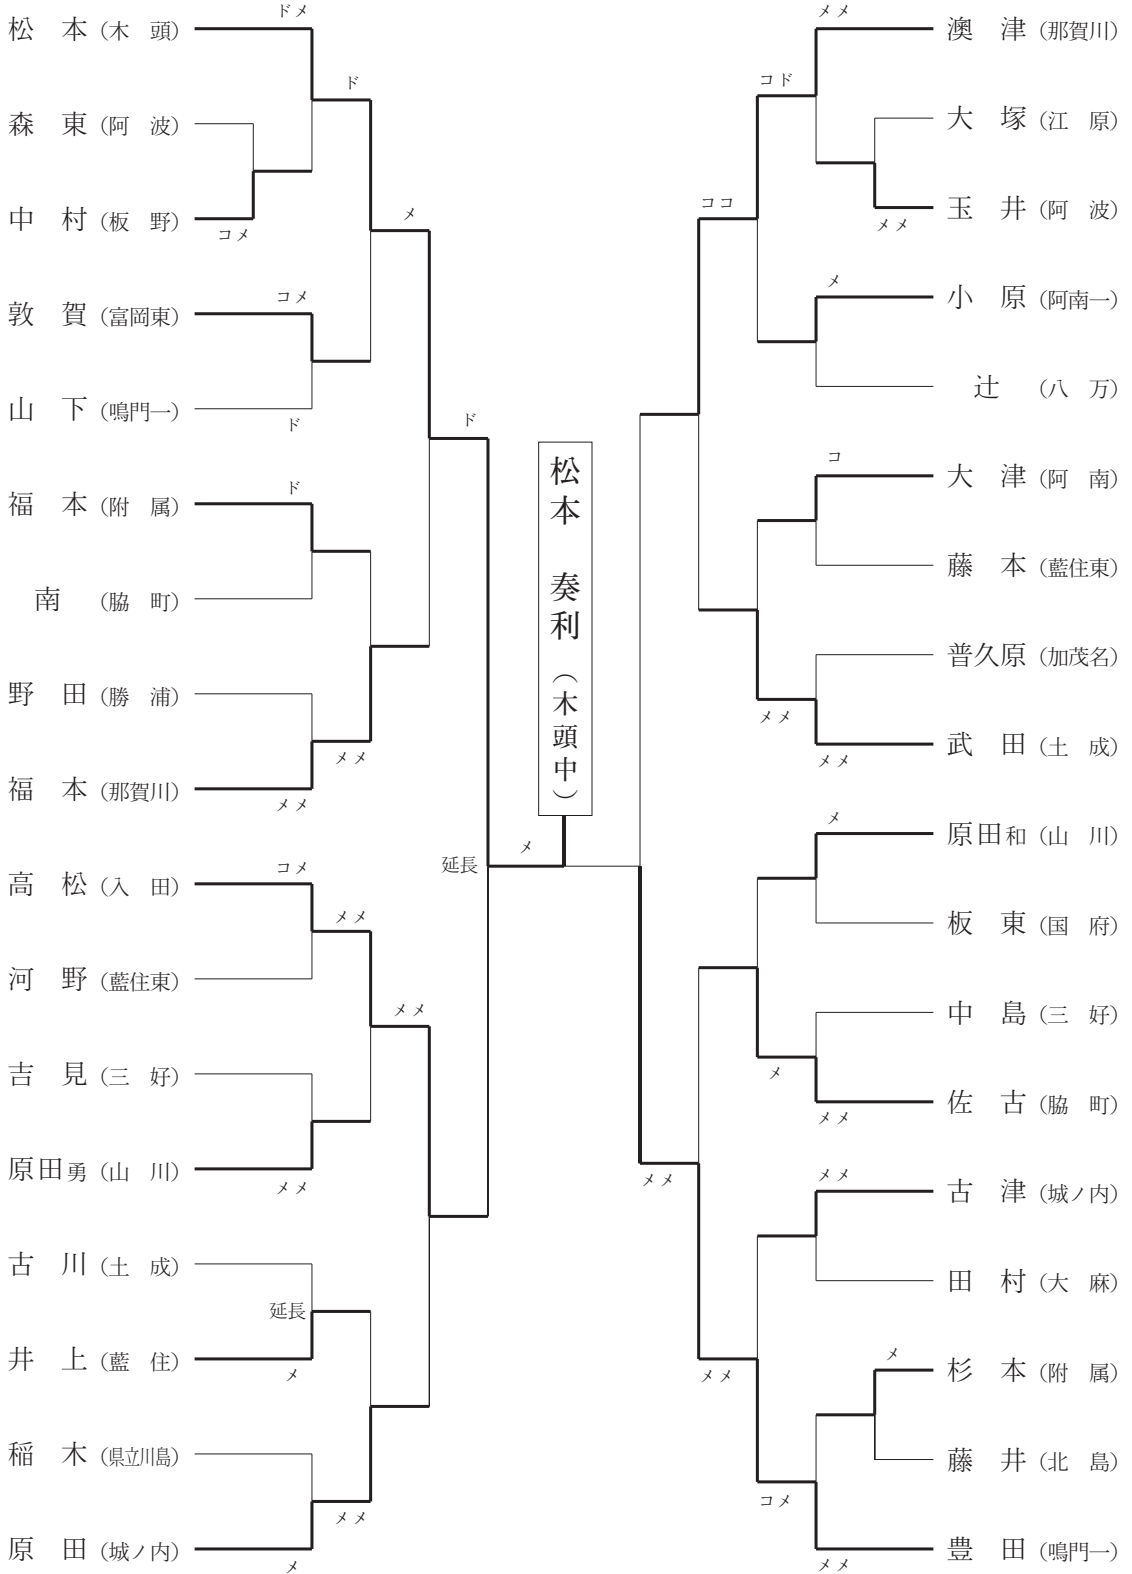 松本（木頭）
ドメ
ド
森東（阿波）
中村（板野）
コメ
メ
敦賀（富岡東）
コメ
山下（鳴門一）
ド
ド
福本（附属）
ド
南（脇町）
野田（勝浦）
メメ
福本（那賀川）
メメ
延長
メ
高松（入田）
コメ
メメ
河野（藍住東）
メメ
吉見（三好）
原田勇（山川）
メメ
古川（土成）
延長
井上（藍住）
メ
稲木（県立川島）
メメ
原田（城ノ内）
メ
松本　奏利（木頭中）
メメ
澳津（那賀川）
コド
大塚（江原）
ココ
玉井（阿波）
メメ
メ
小原（阿南一）
辻（八万）
コ
大津（阿南）
藤本（藍住東）
普久原（加茂名）
メメ
武田（土成）
メメ
メ
原田和（山川）
板東（国府）
中島（三好）
メ
佐古（脇町）
メメ
メメ
メメ
古津（城ノ内）
田村（大麻）
メメ
メ
杉本（附属）
藤井（北島）
コメ
豊田（鳴門一）
メメ